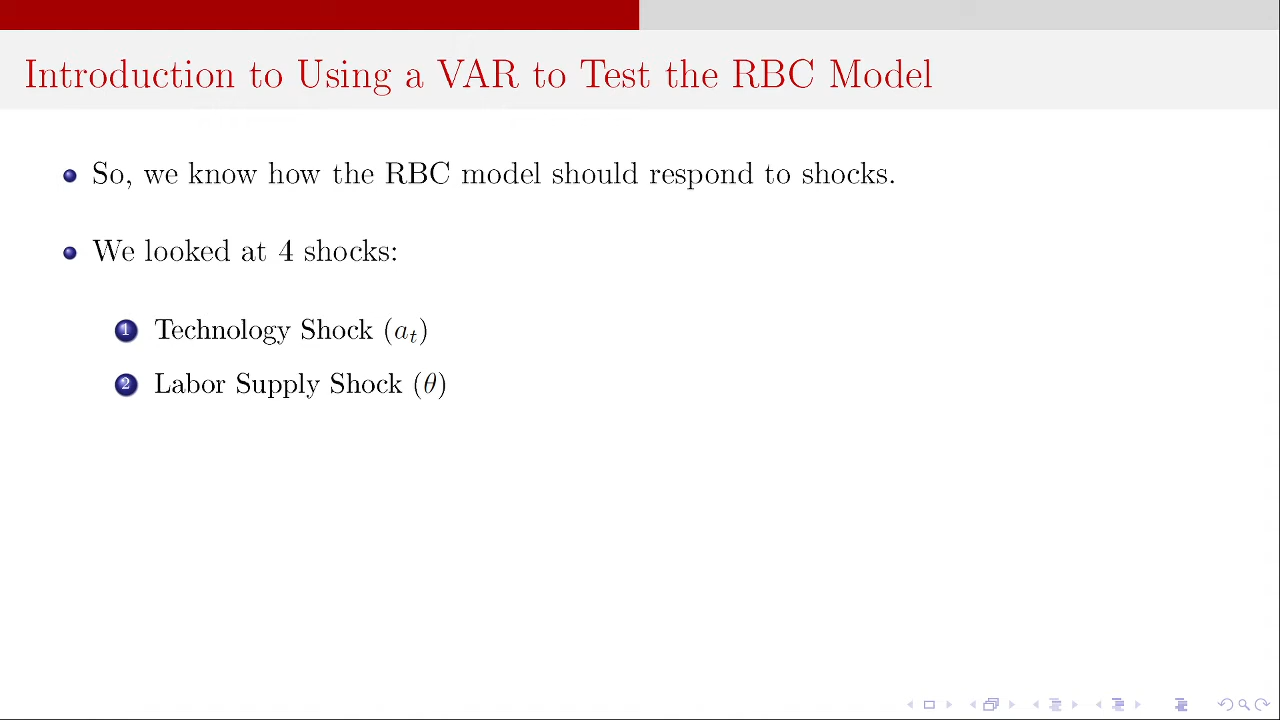 Introduction to Using a VAR to Test the RBC Model
So, we know how the RBC model should respond to shocks.
We looked at 4 shocks:
1 Technology Shock (aₜ)
2 Labor Supply Shock (θ)